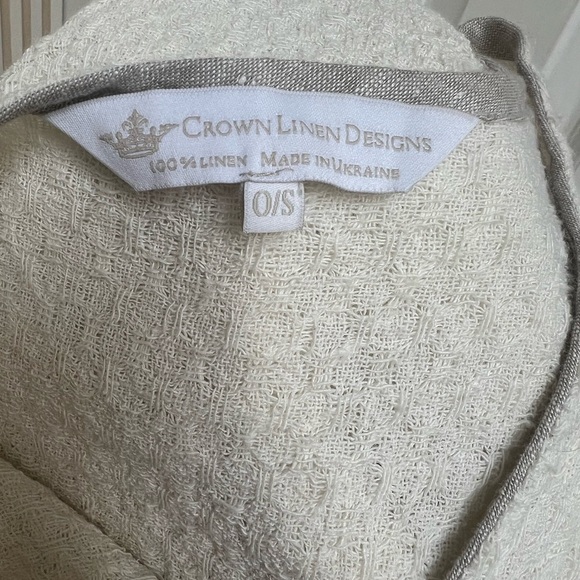 CROWN LINEN DESIGNS
100% LINEN MADE IN UKRAINE
O/S